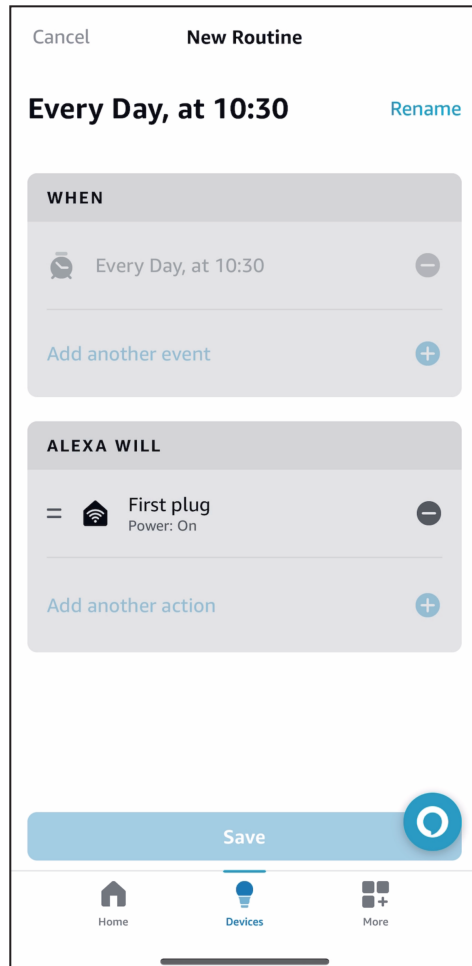 Cancel New Routine
Every Day, at 10:30 Rename
WHEN
Every Day, at 10:30
Add another event
ALEXA WILL
First plug
Power: On
Add another action
Save
Home Devices More